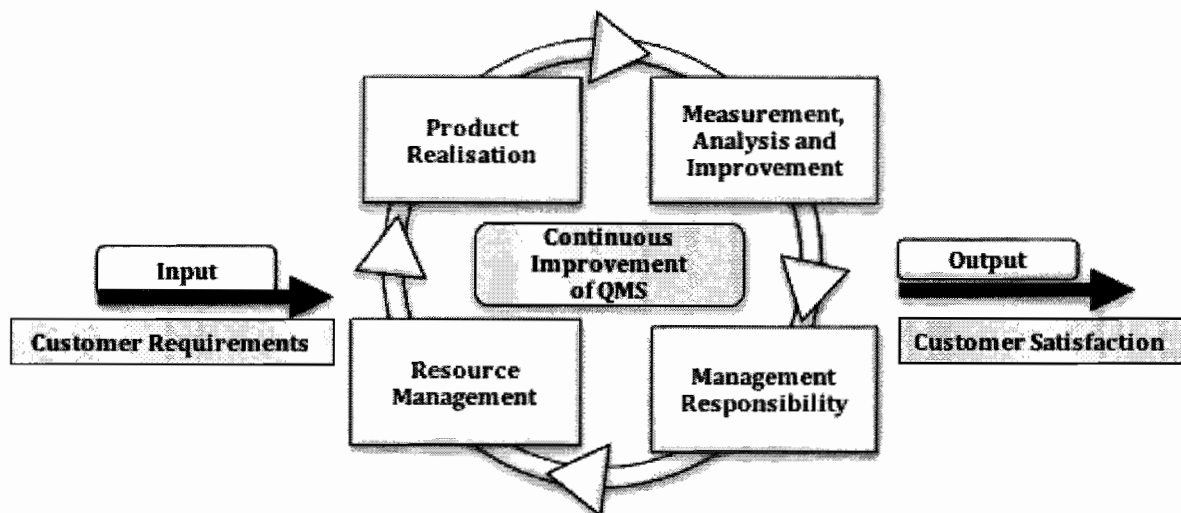 Product
Realisation
Measurement,
Analysis and
Improvement
Input
Customer Requirements
Continuous
Improvement
of QMS
Output
Customer Satisfaction
Resource
Management
Management
Responsibility